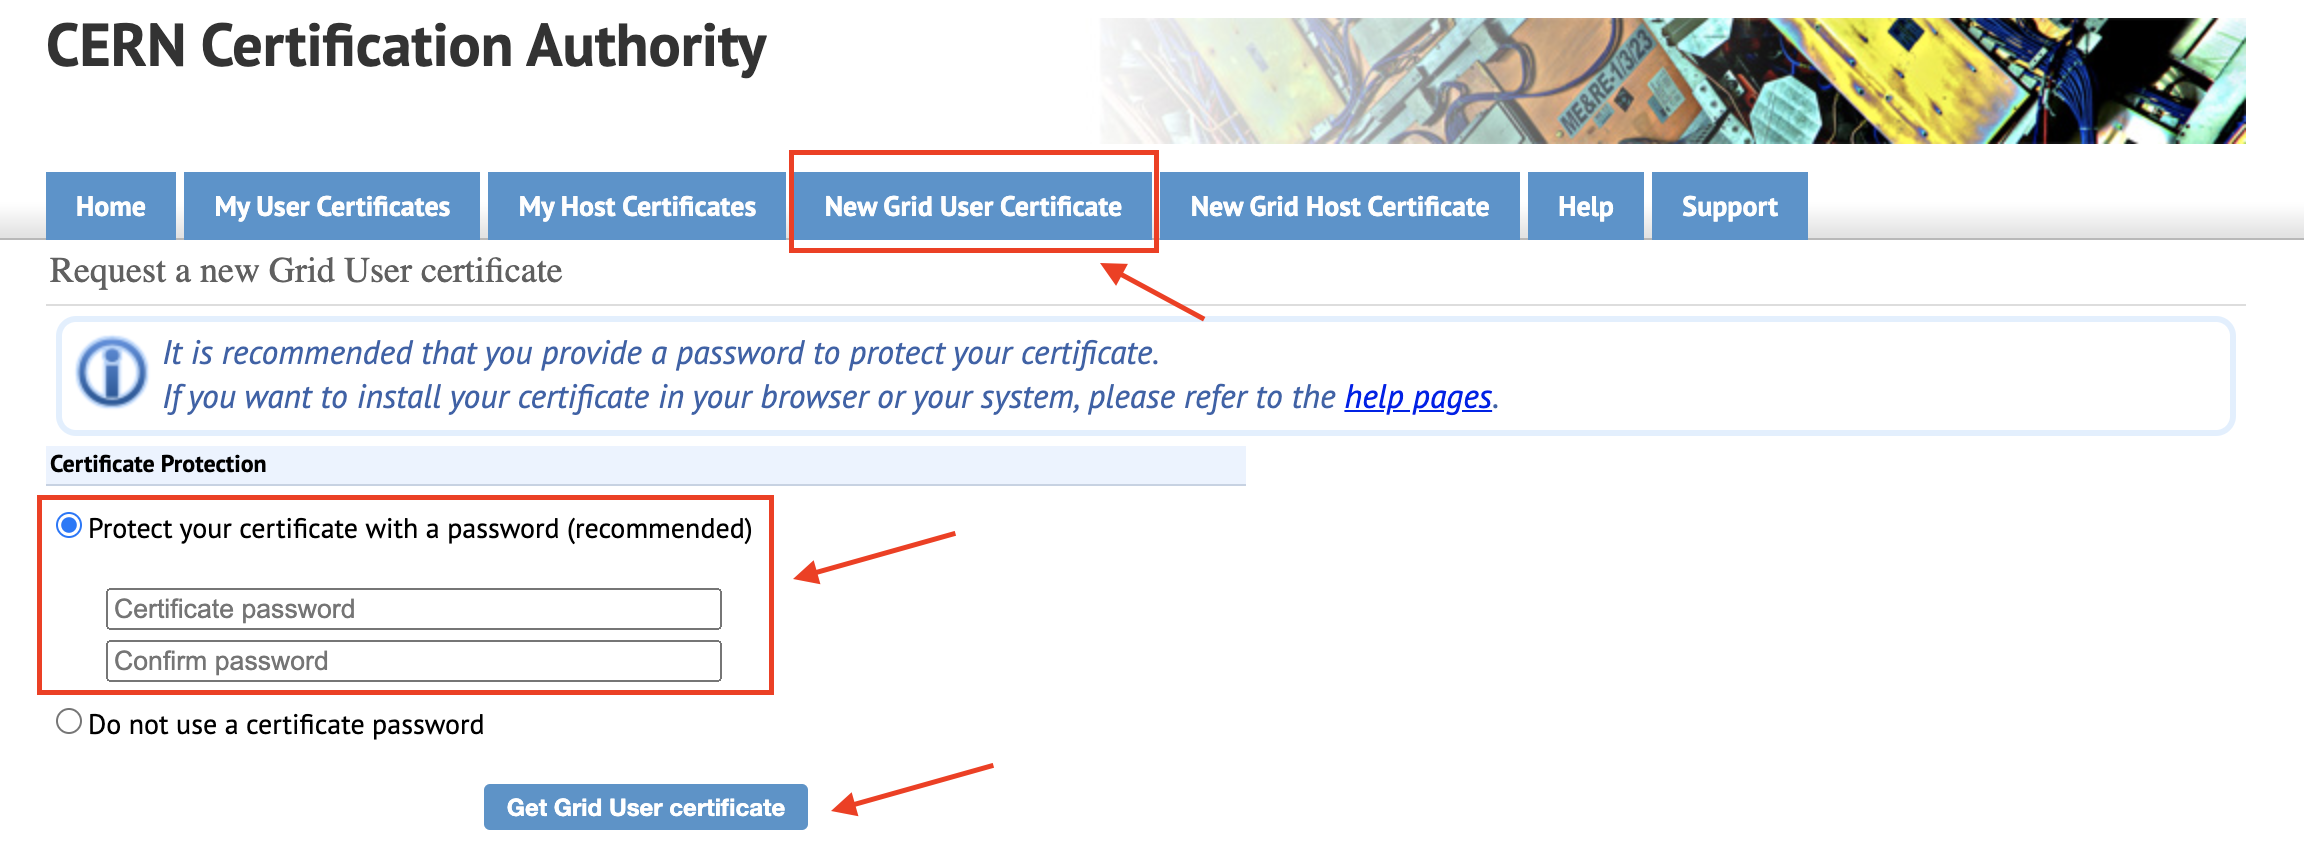 CERN Certification Authority
ME&RE-1/3/23
Home
My User Certificates
My Host Certificates
New Grid User Certificate
New Grid Host Certificate
Help
Support
Request a new Grid User certificate
It is recommended that you provide a password to protect your certificate.
If you want to install your certificate in your browser or your system, please refer to the help pages.
Certificate Protection
Protect your certificate with a password (recommended)
Certificate password
Confirm password
Do not use a certificate password
Get Grid User certificate